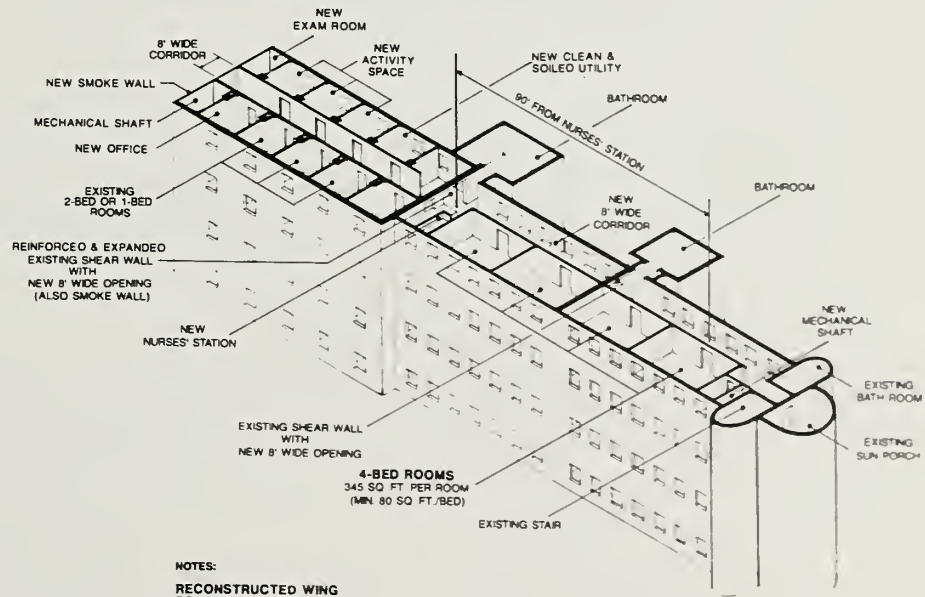 NEW
EXAM ROOM
8' WIDE
CORRIDOR
NEW
ACTIVITY
SPACE
NEW CLEAN &
SOILED UTILITY
NEW SMOKE WALL
90' FROM NURSES' STATION
BATHROOM
MECHANICAL SHAFT
NEW OFFICE
BATHROOM
EXISTING
2-BED OR 1-BED
ROOMS
NEW
8' WIDE
CORRIDOR
REINFORCED & EXPANDED
EXISTING SHEAR WALL
WITH
NEW 8' WIDE OPENING
(ALSO SMOKE WALL)
NEW
MECHANICAL
SHAFT
NEW
NURSES' STATION
EXISTING
BATH ROOM
EXISTING SHEAR WALL
WITH
NEW 8' WIDE OPENING
EXISTING
SUN PORCH
4-BED ROOMS
345 SQ FT PER ROOM
(MIN. 80 SQ FT./BED)
EXISTING STAIR
NOTES:
RECONSTRUCTED WING